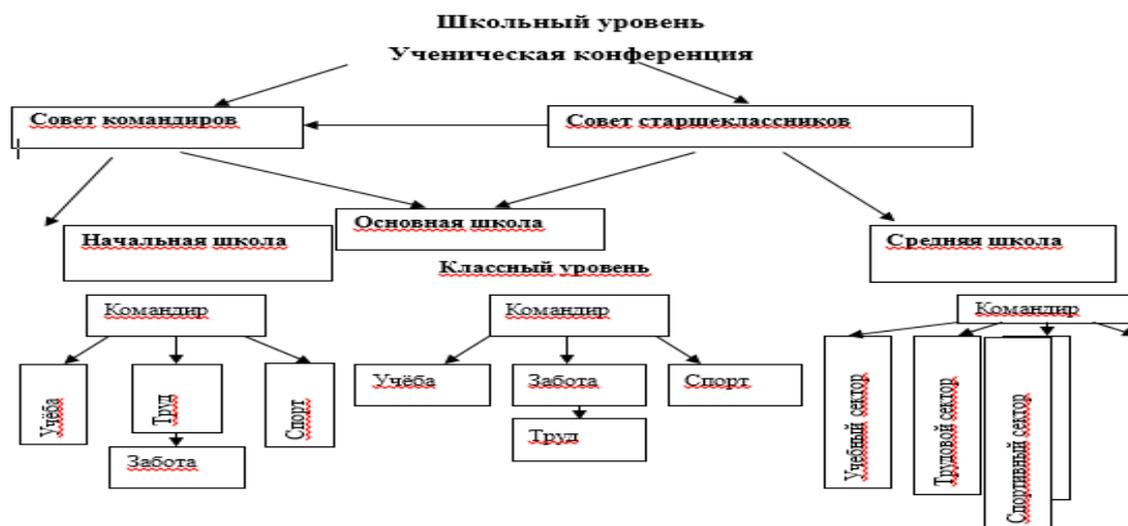 Школьный уровень
Ученическая конференция
Совет командиров
Совет старшеклассников
Основная школа
Начальная школа
Средняя школа
Классный уровень
Командир
Командир
Командир
Учёба
Труд
Спорт
Забота
Учёба
Забота
Спорт
Труд
Учебный сектор
Трудовой сектор
Спортивный сектор